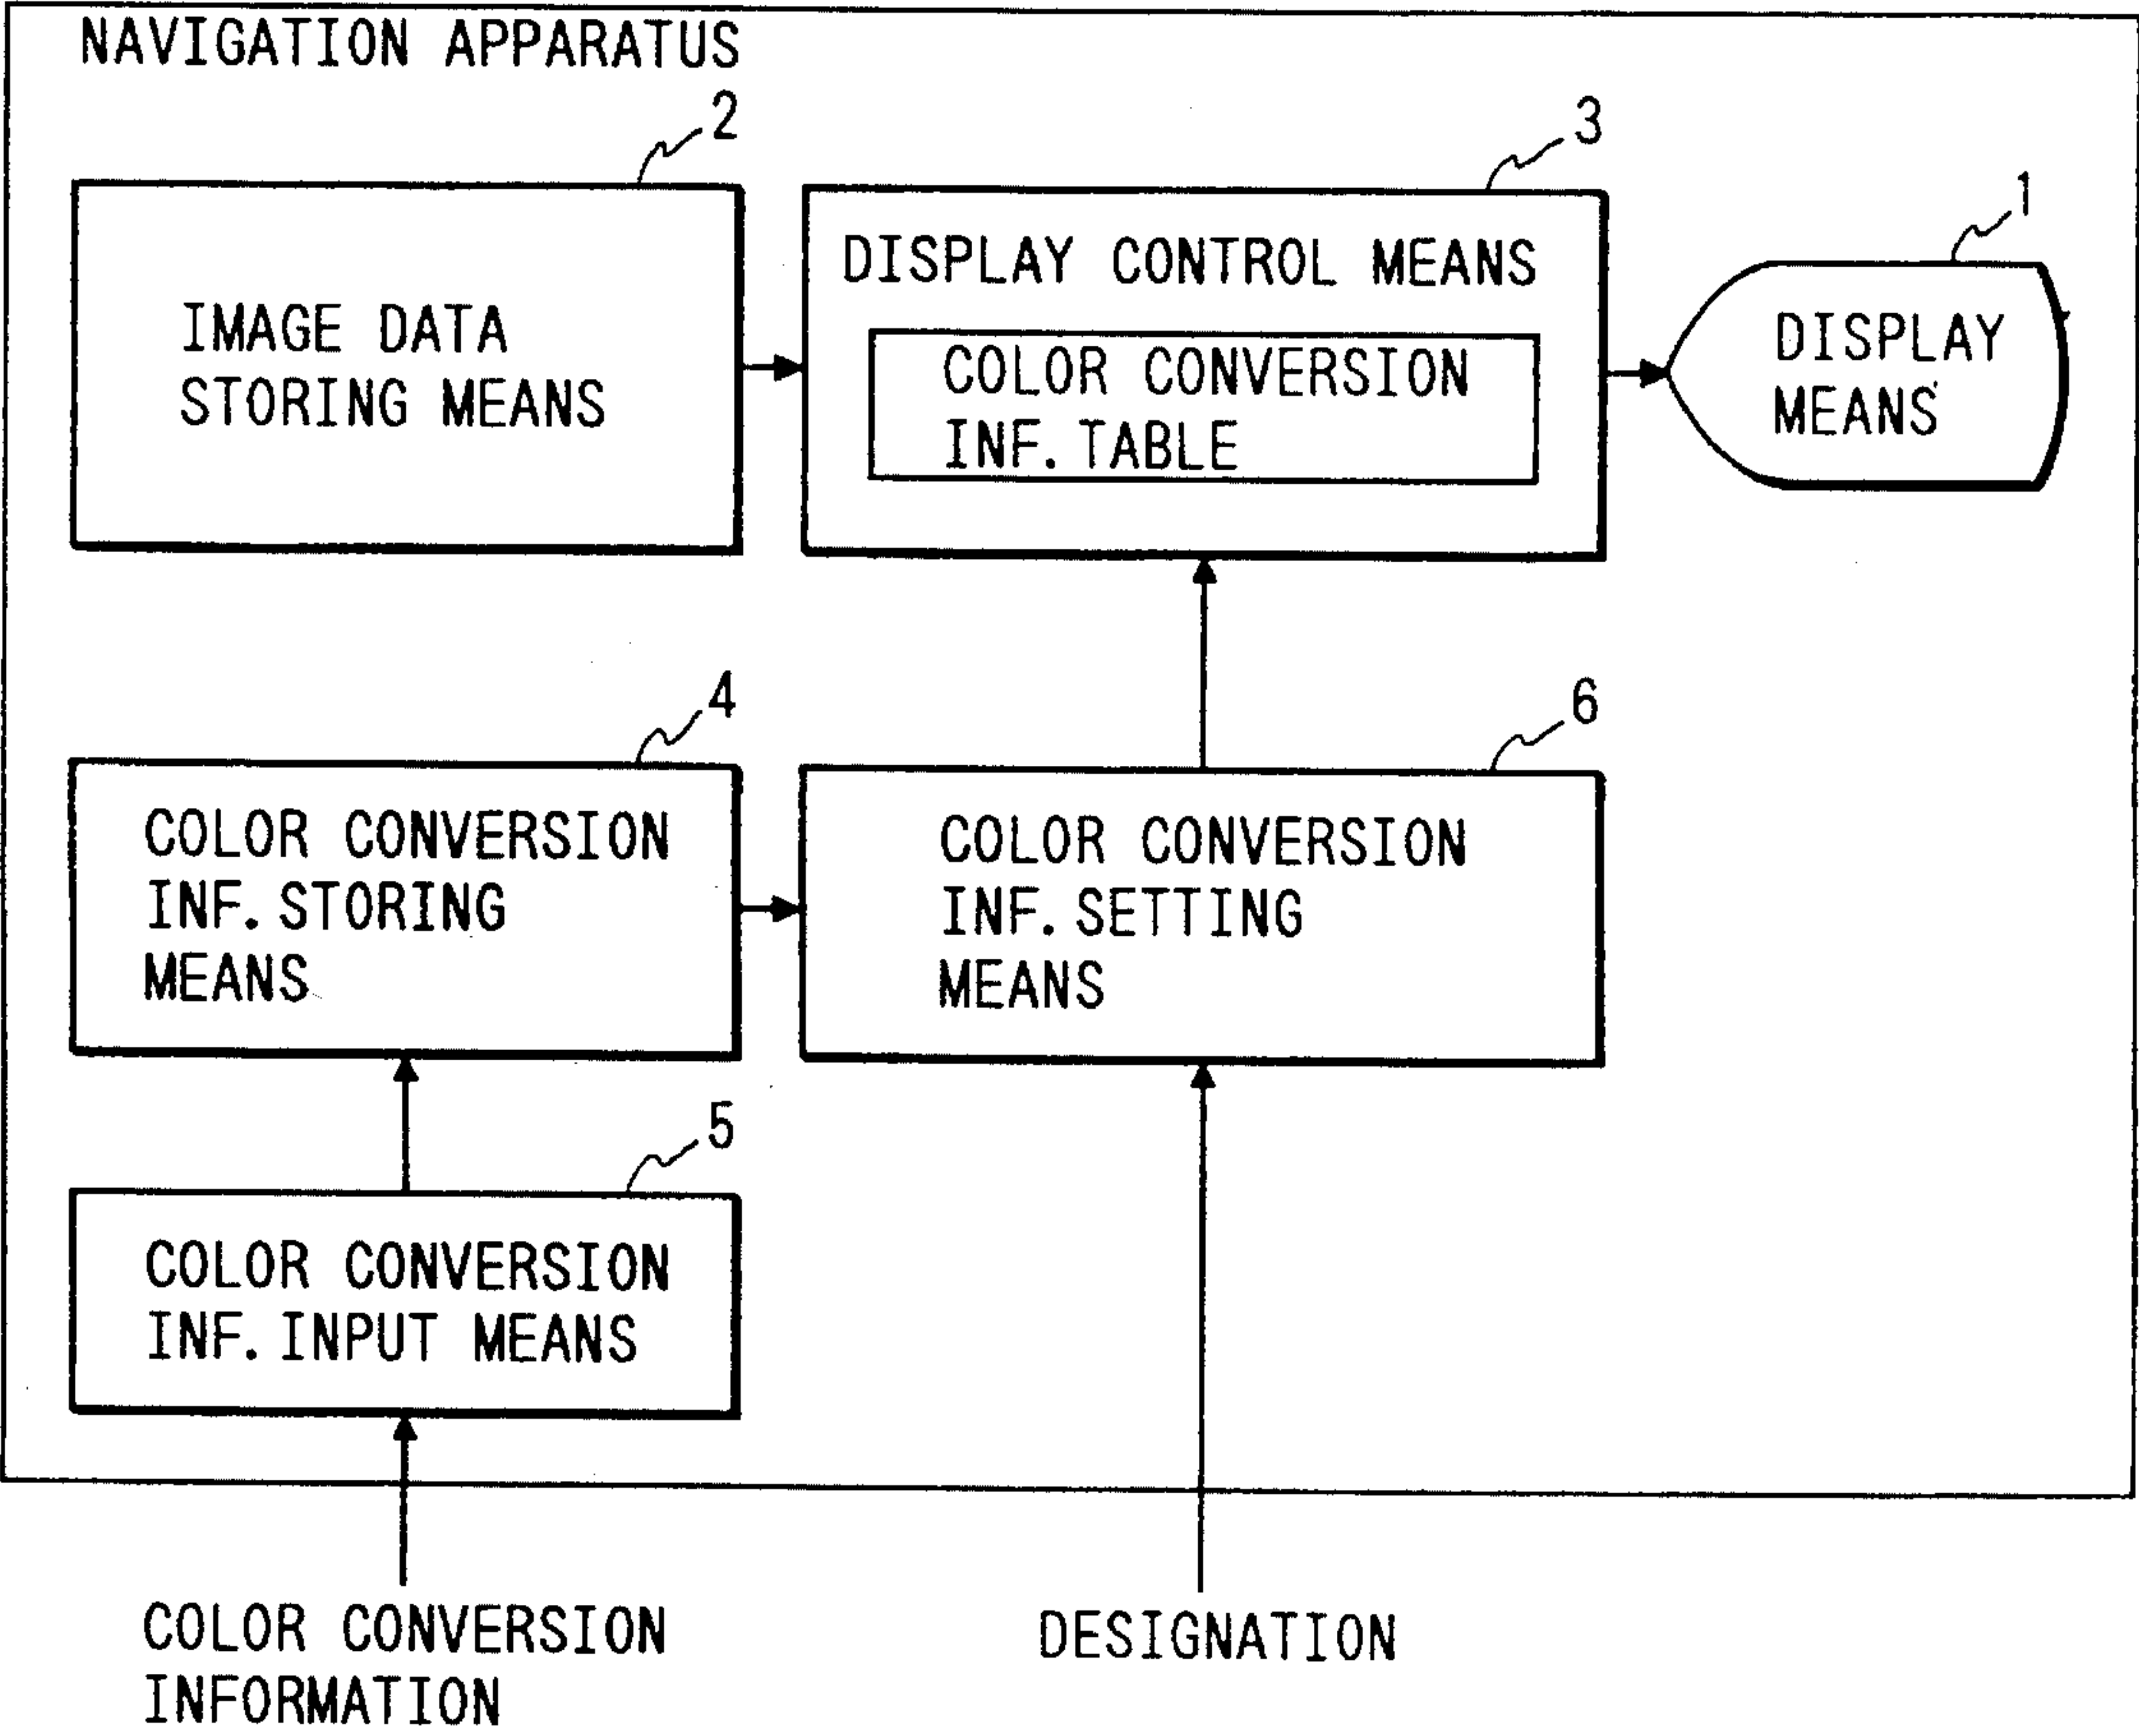 NAVIGATION APPARATUS
2
3
1
IMAGE DATA
STORING MEANS
DISPLAY CONTROL MEANS
COLOR CONVERSION
INF. TABLE
DISPLAY
MEANS
4
6
COLOR CONVERSION
INF. STORING
MEANS
COLOR CONVERSION
INF. SETTING
MEANS
5
COLOR CONVERSION
INF. INPUT MEANS
COLOR CONVERSION
INFORMATION
DESIGNATION